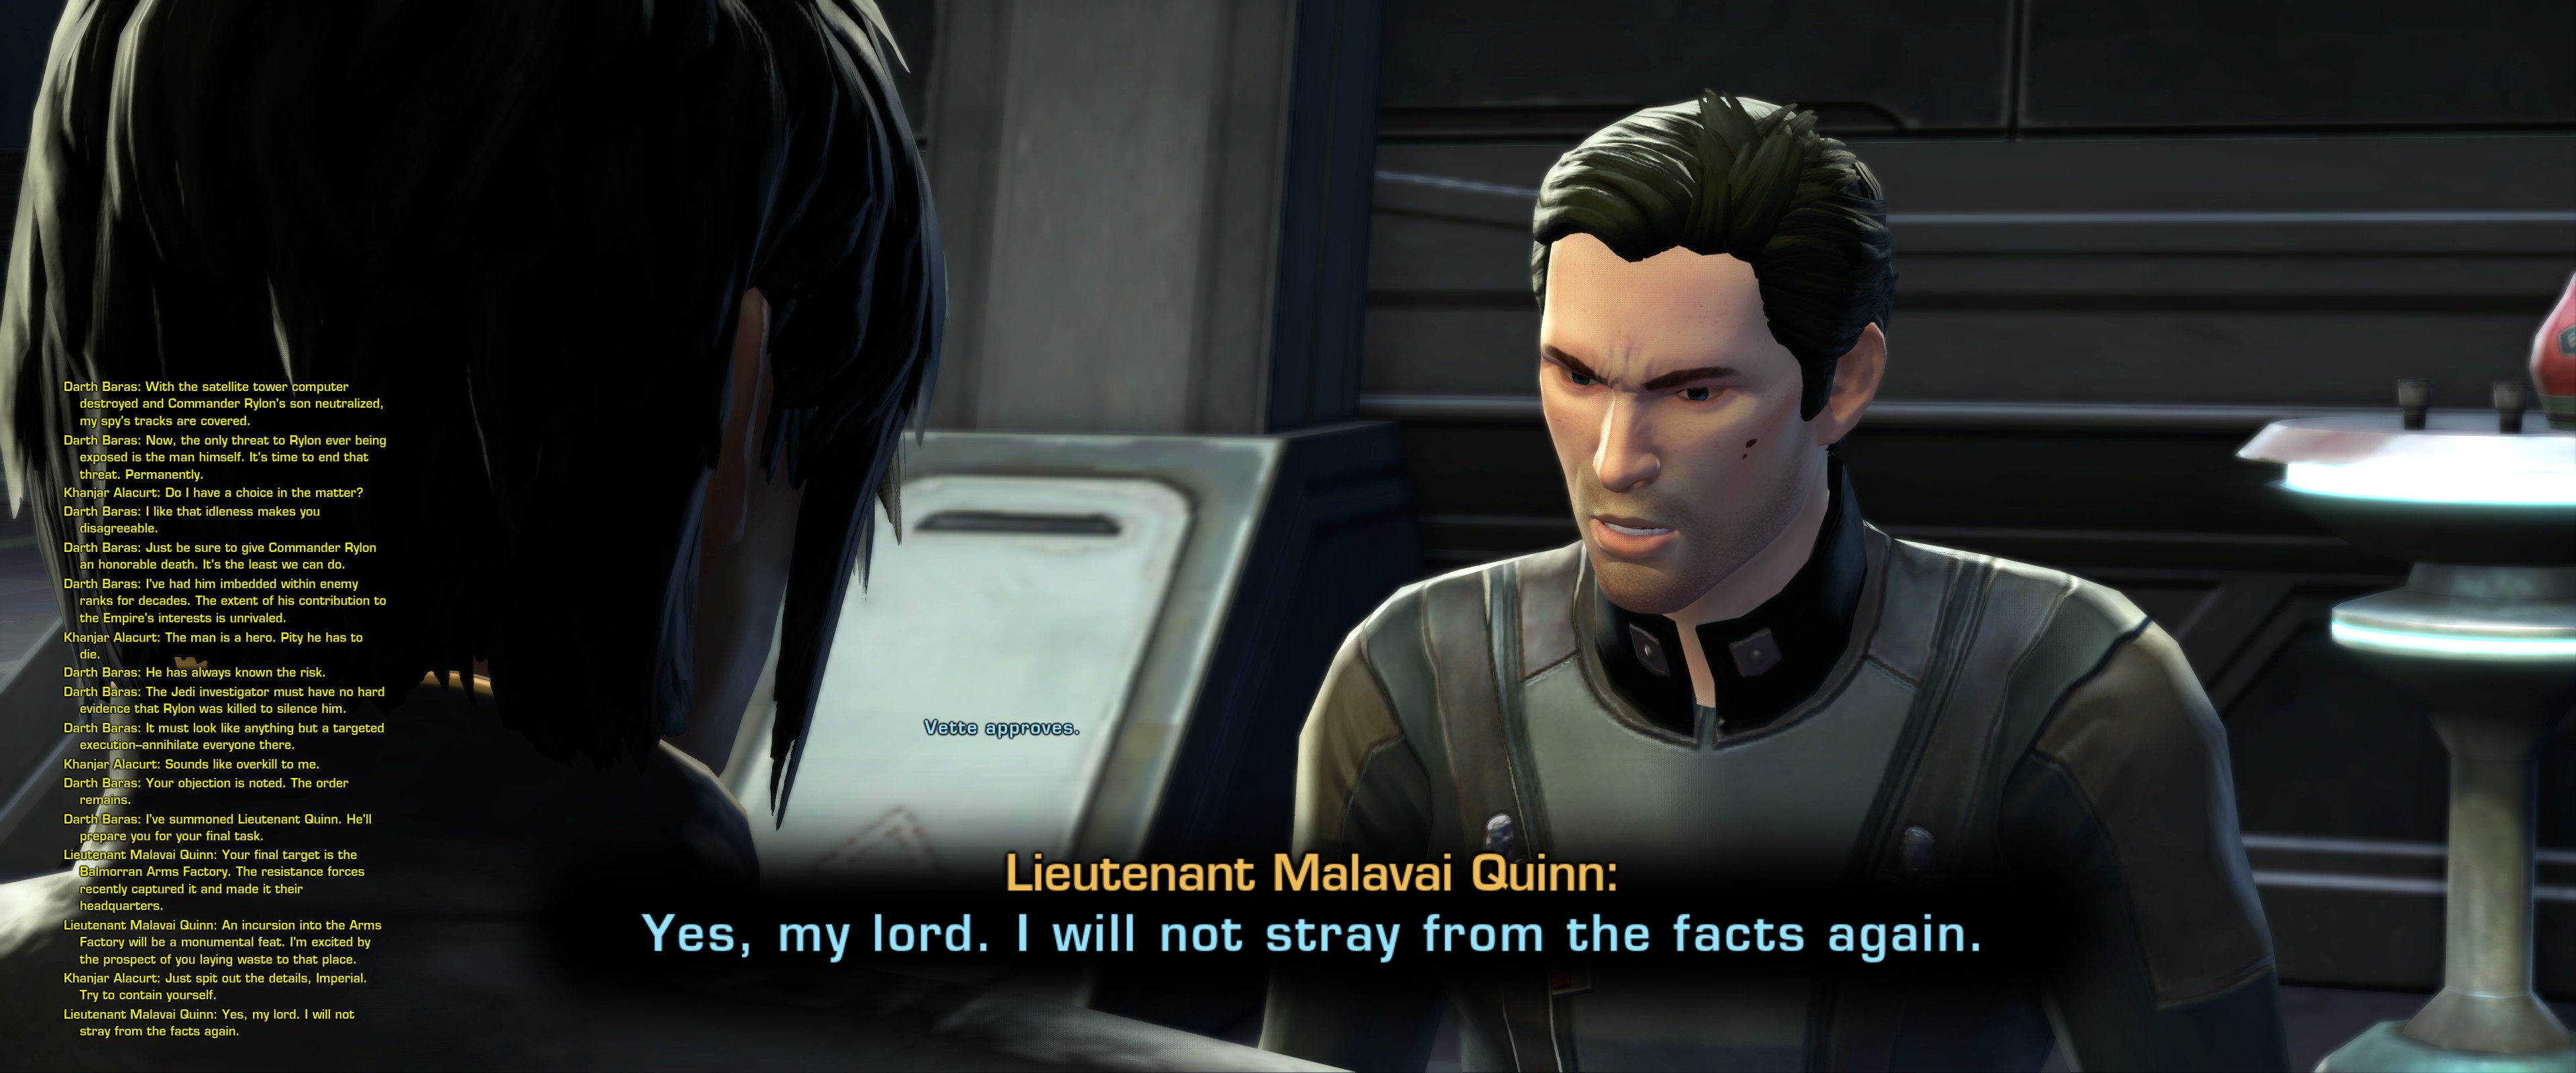 Darth Baras: With the satellite tower computer
destroyed and Commander Rylon's son neutralized,
my spy's tracks are covered.
Darth Baras: Now, the only threat to Rylon ever being
exposed is the man himself. It's time to end that
threat. Permanently.
Khanjar Alacurt: Do I have a choice in the matter?
Darth Baras: I like that idleness makes you
disagreeable.
Darth Baras: Just be sure to give Commander Rylon
an honorable death. It's the least we can do.
Darth Baras: I've had him imbedded within enemy
ranks for decades. The extent of his contribution to
the Empire's interests is unrivaled.
Khanjar Alacurt: The man is a hero. Pity he has to
die.
Darth Baras: He has always known the risk.
Darth Baras: The Jedi investigator must have no hard
evidence that Rylon was killed to silence him.
Darth Baras: It must look like anything but a targeted
execution–annihilate everyone there.
Khanjar Alacurt: Sounds like overkill to me.
Darth Baras: Your objection is noted. The order
remains.
Darth Baras: I've summoned Lieutenant Quinn. He'll
prepare you for your final task.
Lieutenant Malavai Quinn: Your final target is the
Balmorran Arms Factory. The resistance forces
recently captured it and made it their
headquarters.
Lieutenant Malavai Quinn: An incursion into the Arms
Factory will be a monumental feat. I'm excited by
the prospect of you laying waste to that place.
Khanjar Alacurt: Just spit out the details, Imperial.
Try to contain yourself.
Lieutenant Malavai Quinn: Yes, my lord. I will not
stray from the facts again.
Vette approves.
Lieutenant Malavai Quinn:
Yes, my lord. I will not stray from the facts again.